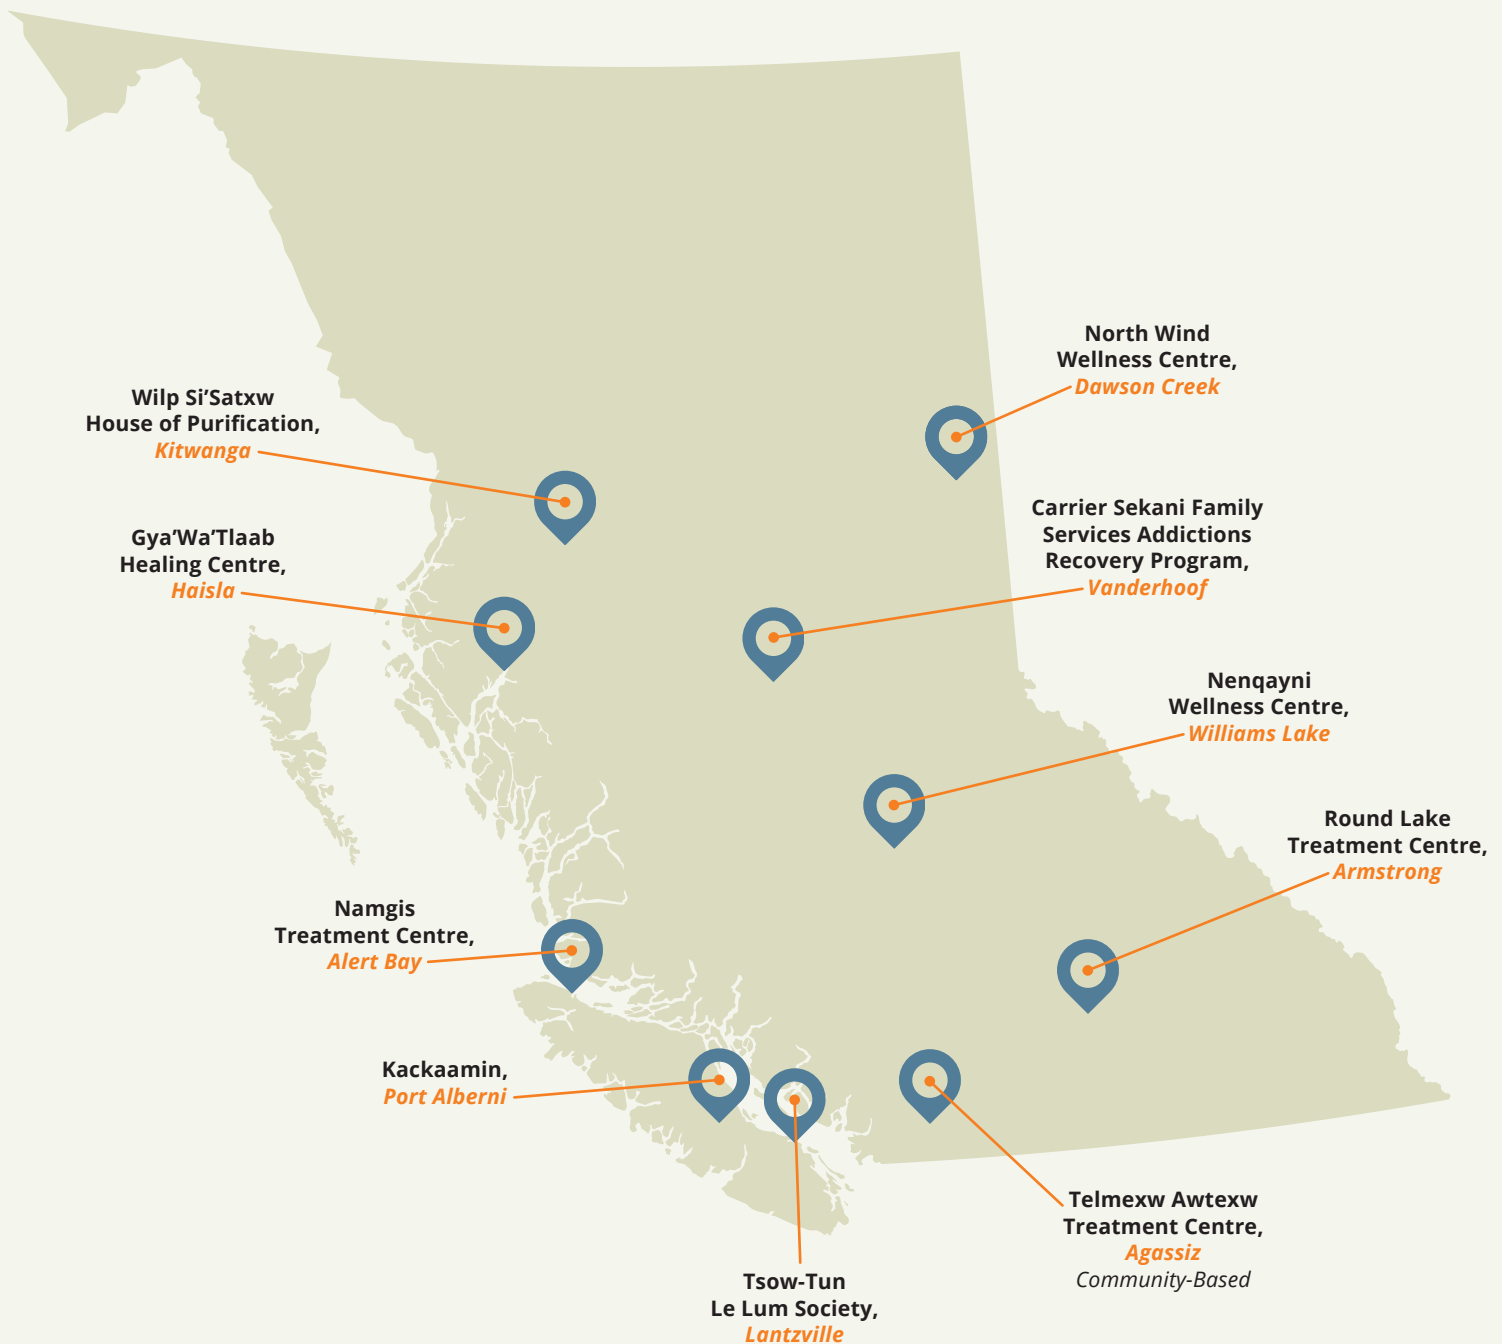 North Wind
Wellness Centre,
Dawson Creek
Wilp Si’Satxw
House of Purification,
Kitwanga
Carrier Sekani Family
Services Addictions
Recovery Program,
Vanderhoof
Gya’Wa’Tlaab
Healing Centre,
Haisla
Nenqayni
Wellness Centre,
Williams Lake
Round Lake
Treatment Centre,
Armstrong
Namgis
Treatment Centre,
Alert Bay
Kackaamin,
Port Alberni
Telmexw Awtexw
Treatment Centre,
Agassiz
Community-Based
Tsow-Tun
Le Lum Society,
Lantzville